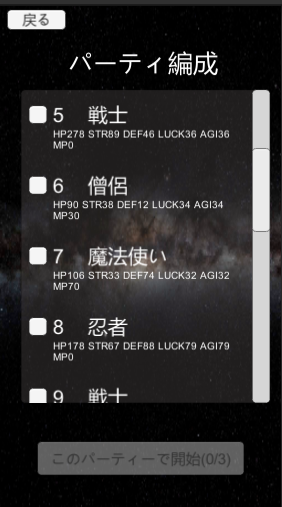 戻る
パーティ編成
5 戦士
HP278 STR89 DEF46 LUCK36 AGI36
MP0
6 僧侶
HP90 STR38 DEF12 LUCK34 AGI34
MP30
7 魔法使い
HP106 STR33 DEF74 LUCK32 AGI32
MP70
8 忍者
HP178 STR67 DEF88 LUCK79 AGI79
MP0
9 戦士
このパーティーで開始(0/3)